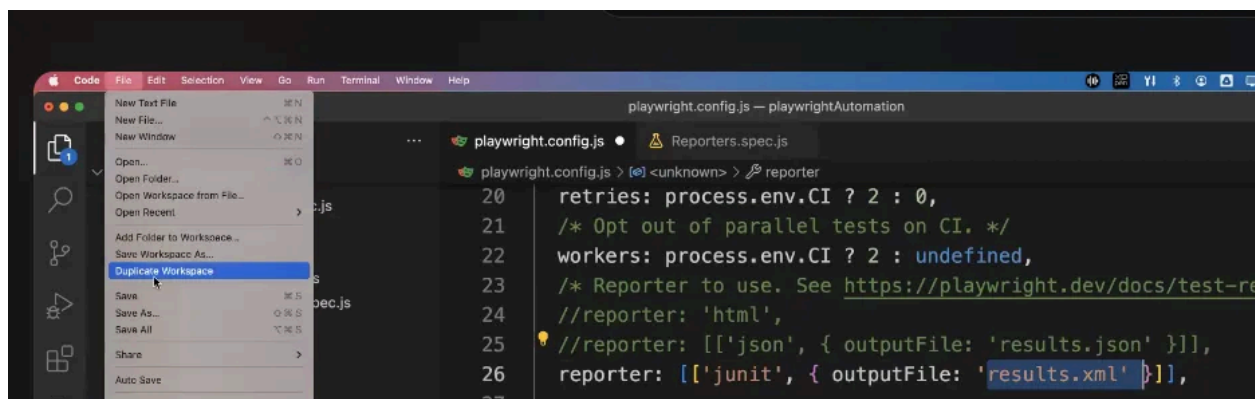 Code File Edit Selection View Go Run Terminal Window Help
playwright.config.js — playwrightAutomation
New Text File ⌘N
New File... ⌃⌥⌘N
New Window ⇧⌘N
Open... ⌘O
Open Folder...
Open Workspace from File...
Open Recent >
Add Folder to Workspace...
Save Workspace As...
Duplicate Workspace
Save ⌘S
Save As... ⇧⌘S
Save All ⌥⌘S
Share >
Auto Save
1
c.js
s
pec.js
... playwright.config.js ● Reporters.spec.js
playwright.config.js > <unknown> > reporter
20 retries: process.env.CI ? 2 : 0,
21 /* Opt out of parallel tests on CI. */
22 workers: process.env.CI ? 2 : undefined,
23 /* Reporter to use. See https://playwright.dev/docs/test-re
24 //reporter: 'html',
25 //reporter: [['json', { outputFile: 'results.json' }]],
26 reporter: [['junit', { outputFile: 'results.xml' }]],